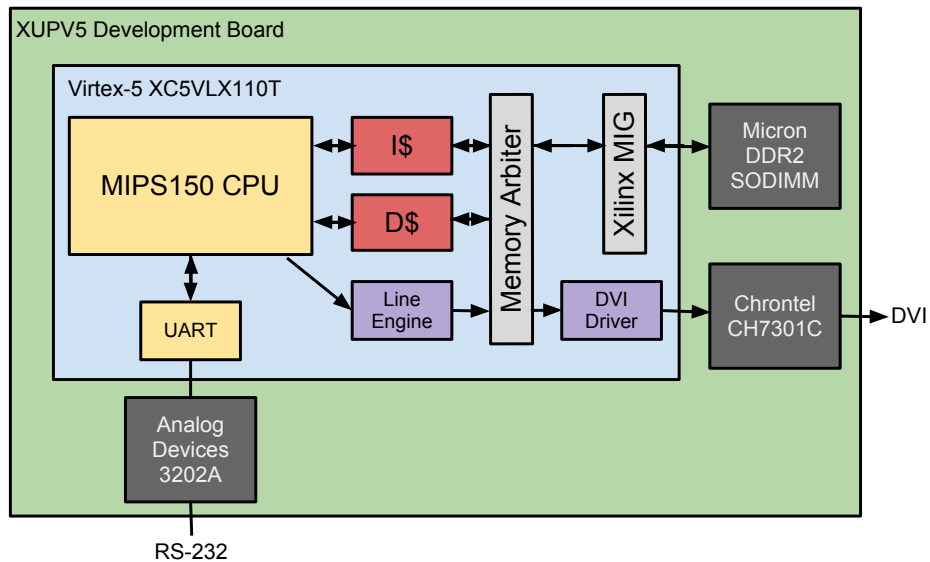 XUPV5 Development Board
Virtex-5 XC5VLX110T
MIPS150 CPU
I$
D$
Line
Engine
UART
Memory Arbiter
Xilinx MIG
DVI
Driver
Micron
DDR2
SODIMM
Chrontel
CH7301C
DVI
Analog
Devices
3202A
RS-232